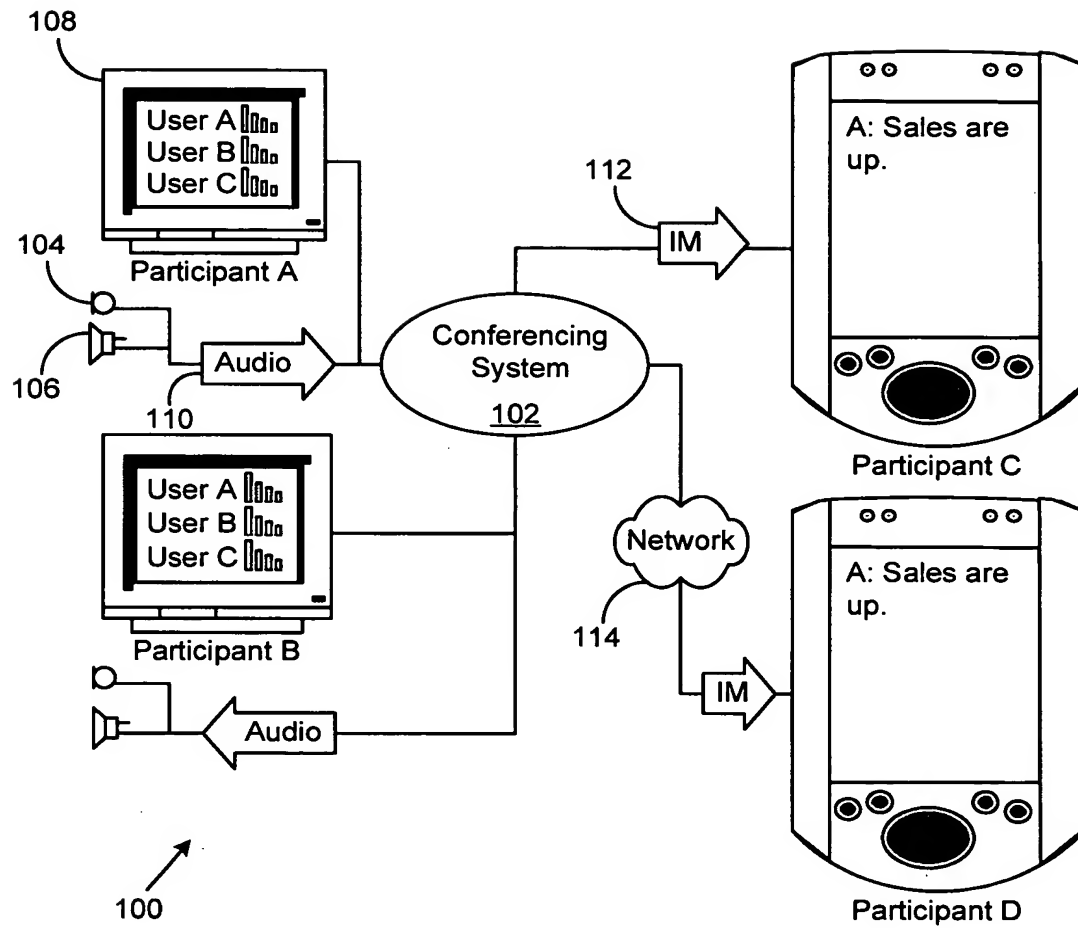 108
User A
User B
User C
Participant A
104
106
Audio
110
Conferencing
System
102
112
IM
A: Sales are
up.
Participant C
User A
User B
User C
Participant B
Audio
Network
114
IM
A: Sales are
up.
Participant D
100